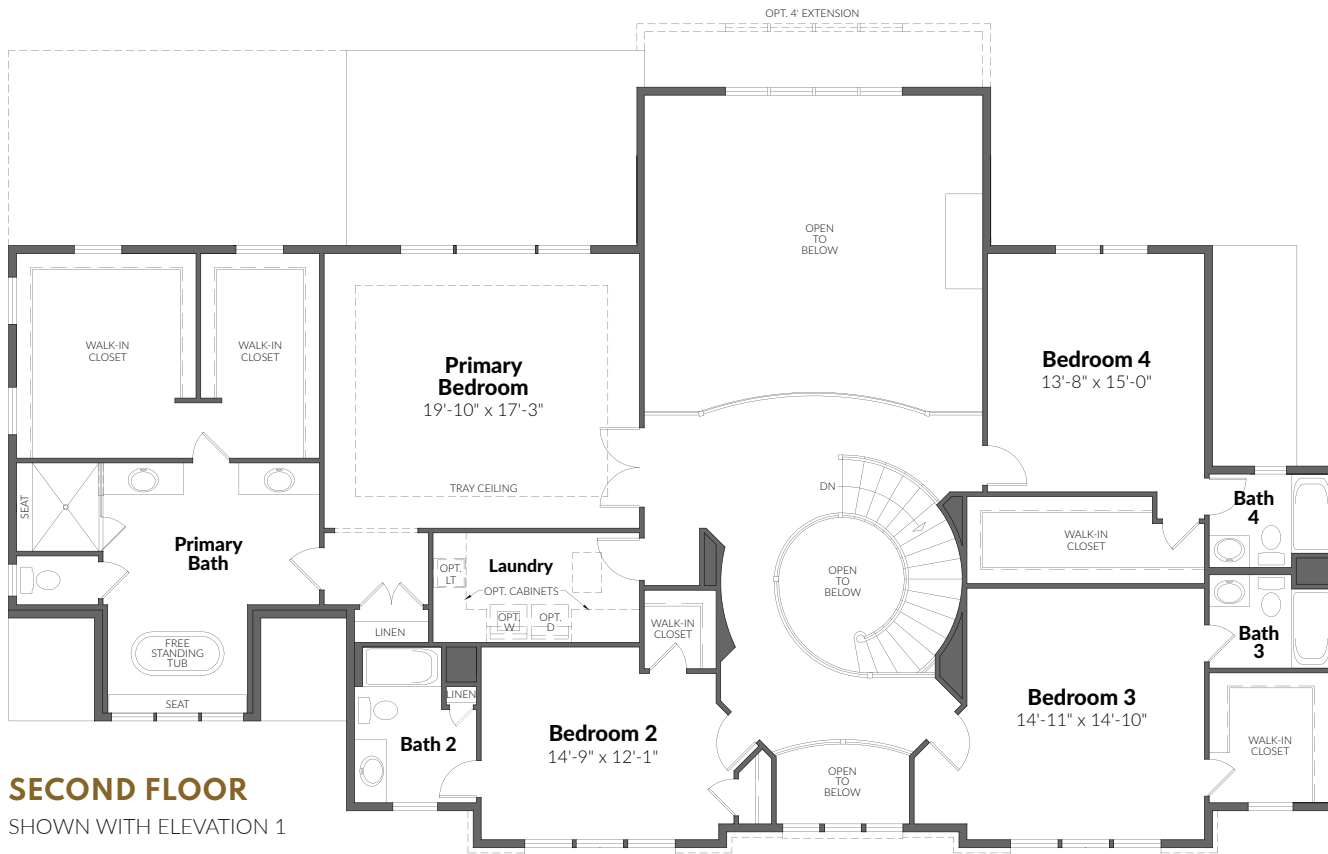 OPT. 4' EXTENSION
OPEN
TO
BELOW
WALK-IN
CLOSET
WALK-IN
CLOSET
Primary
Bedroom
19'-10" x 17'-3"
TRAY CEILING
Bedroom 4
13'-8" x 15'-0"
DN
SEAT
Primary
Bath
OPT.
LT
Laundry
OPT. CABINETS
OPT.
W
OPT.
D
OPEN
TO
BELOW
WALK-IN
CLOSET
Bath
4
LINEN
WALK-IN
CLOSET
FREE
STANDING
TUB
SEAT
Bath
3
LINEN
Bath 2
Bedroom 2
14'-9" x 12'-1"
Bedroom 3
14'-11" x 14'-10"
WALK-IN
CLOSET
OPEN
TO
BELOW
SECOND FLOOR
SHOWN WITH ELEVATION 1